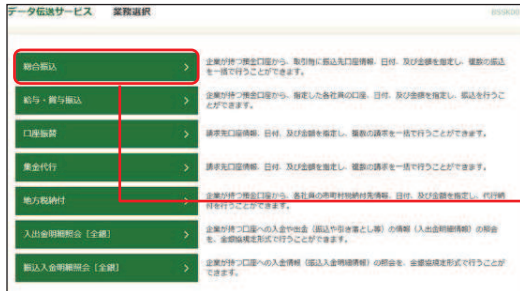 データ伝送サービス 業務選択
BSSK001
総合振込
企業が持つ預金口座から、取引毎に振込先口座情報、日付、及び金額を指定し、複数の振込
を一括で行うことができます。
給与・賞与振込
企業が持つ預金口座から、指定した各社員の口座、日付、及び金額を指定し、振込を行うこ
とができます。
口座振替
請求先口座情報、日付、及び金額を指定し、複数の請求を一括で行うことができます。
集金代行
請求先口座情報、日付、及び金額を指定し、複数の請求を一括で行うことができます。
地方税納付
企業が持つ預金口座から、各社員の市町村税納付先情報、日付、及び金額を指定し、代行納
付を行うことができます。
入出金明細照会［全銀］
企業が持つ口座への入金や出金（振込や引き落とし等）の情報（入出金明細情報）の照会
を、全銀協規定形式で行うことができます。
振込入金明細照会［全銀］
企業が持つ口座への入金情報（振込入金明細情報）の照会を、全銀協規定形式で行うことが
できます。